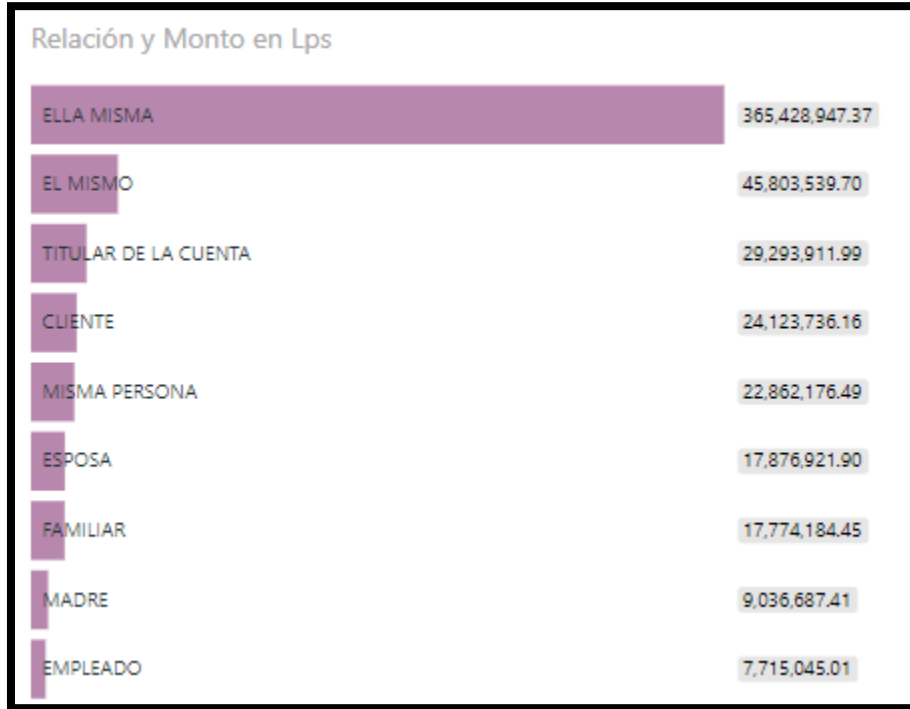 Relación y Monto en Lps
ELLA MISMA 365,428,947.37
EL MISMO 45,803,539.70
TITULAR DE LA CUENTA 29,293,911.99
CLIENTE 24,123,736.16
MISMA PERSONA 22,862,176.49
ESPOSA 17,876,921.90
FAMILIAR 17,774,184.45
MADRE 9,036,687.41
EMPLEADO 7,715,045.01